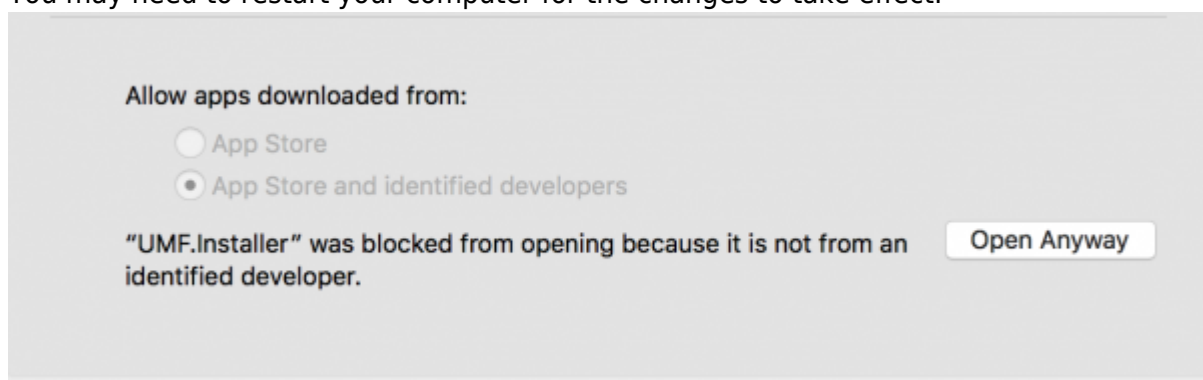 You may need to restart your computer for the changes to take effect.
Allow apps downloaded from:
App Store
App Store and identified developers
“UMF.Installer” was blocked from opening because it is not from an
identified developer.
Open Anyway